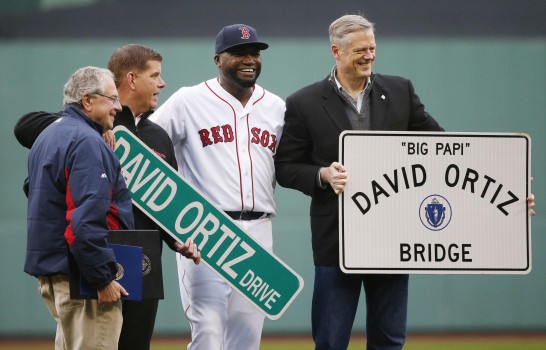 RED SOX
DAVID ORTIZ DRIVE
"BIG PAPI"
DAVID ORTIZ
BRIDGE